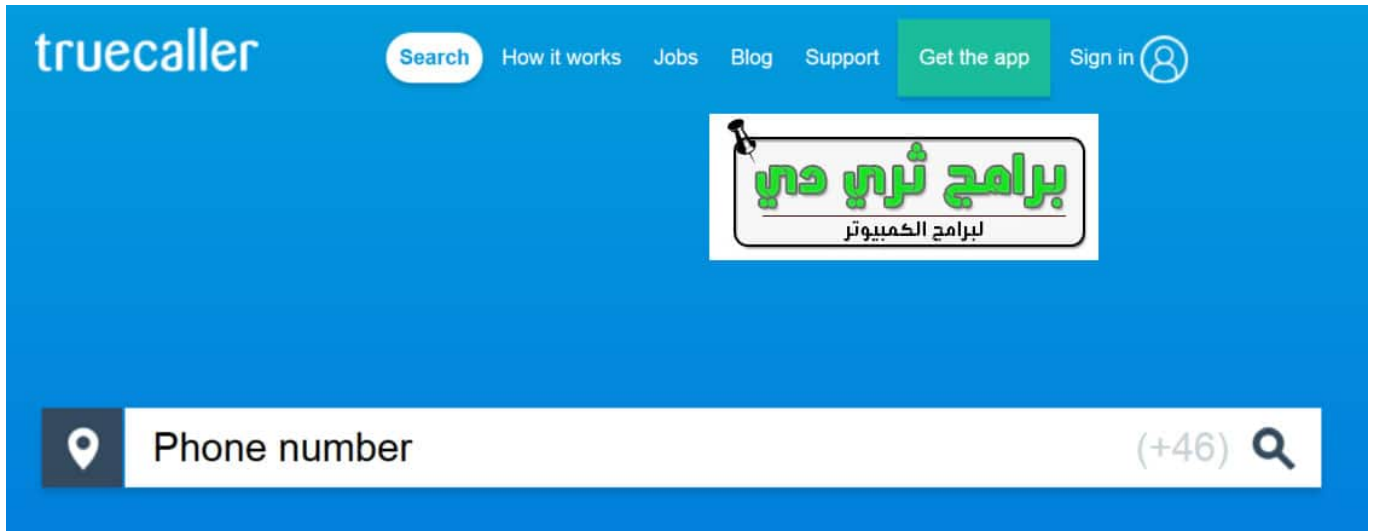 truecaller
Search How it works Jobs Blog Support Get the app Sign in
برامج ثري دي
لبرامج الكمبيوتر
Phone number (+46)